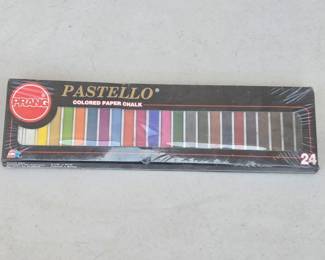 PRANG
PASTELLO®
COLORED PAPER CHALK
24